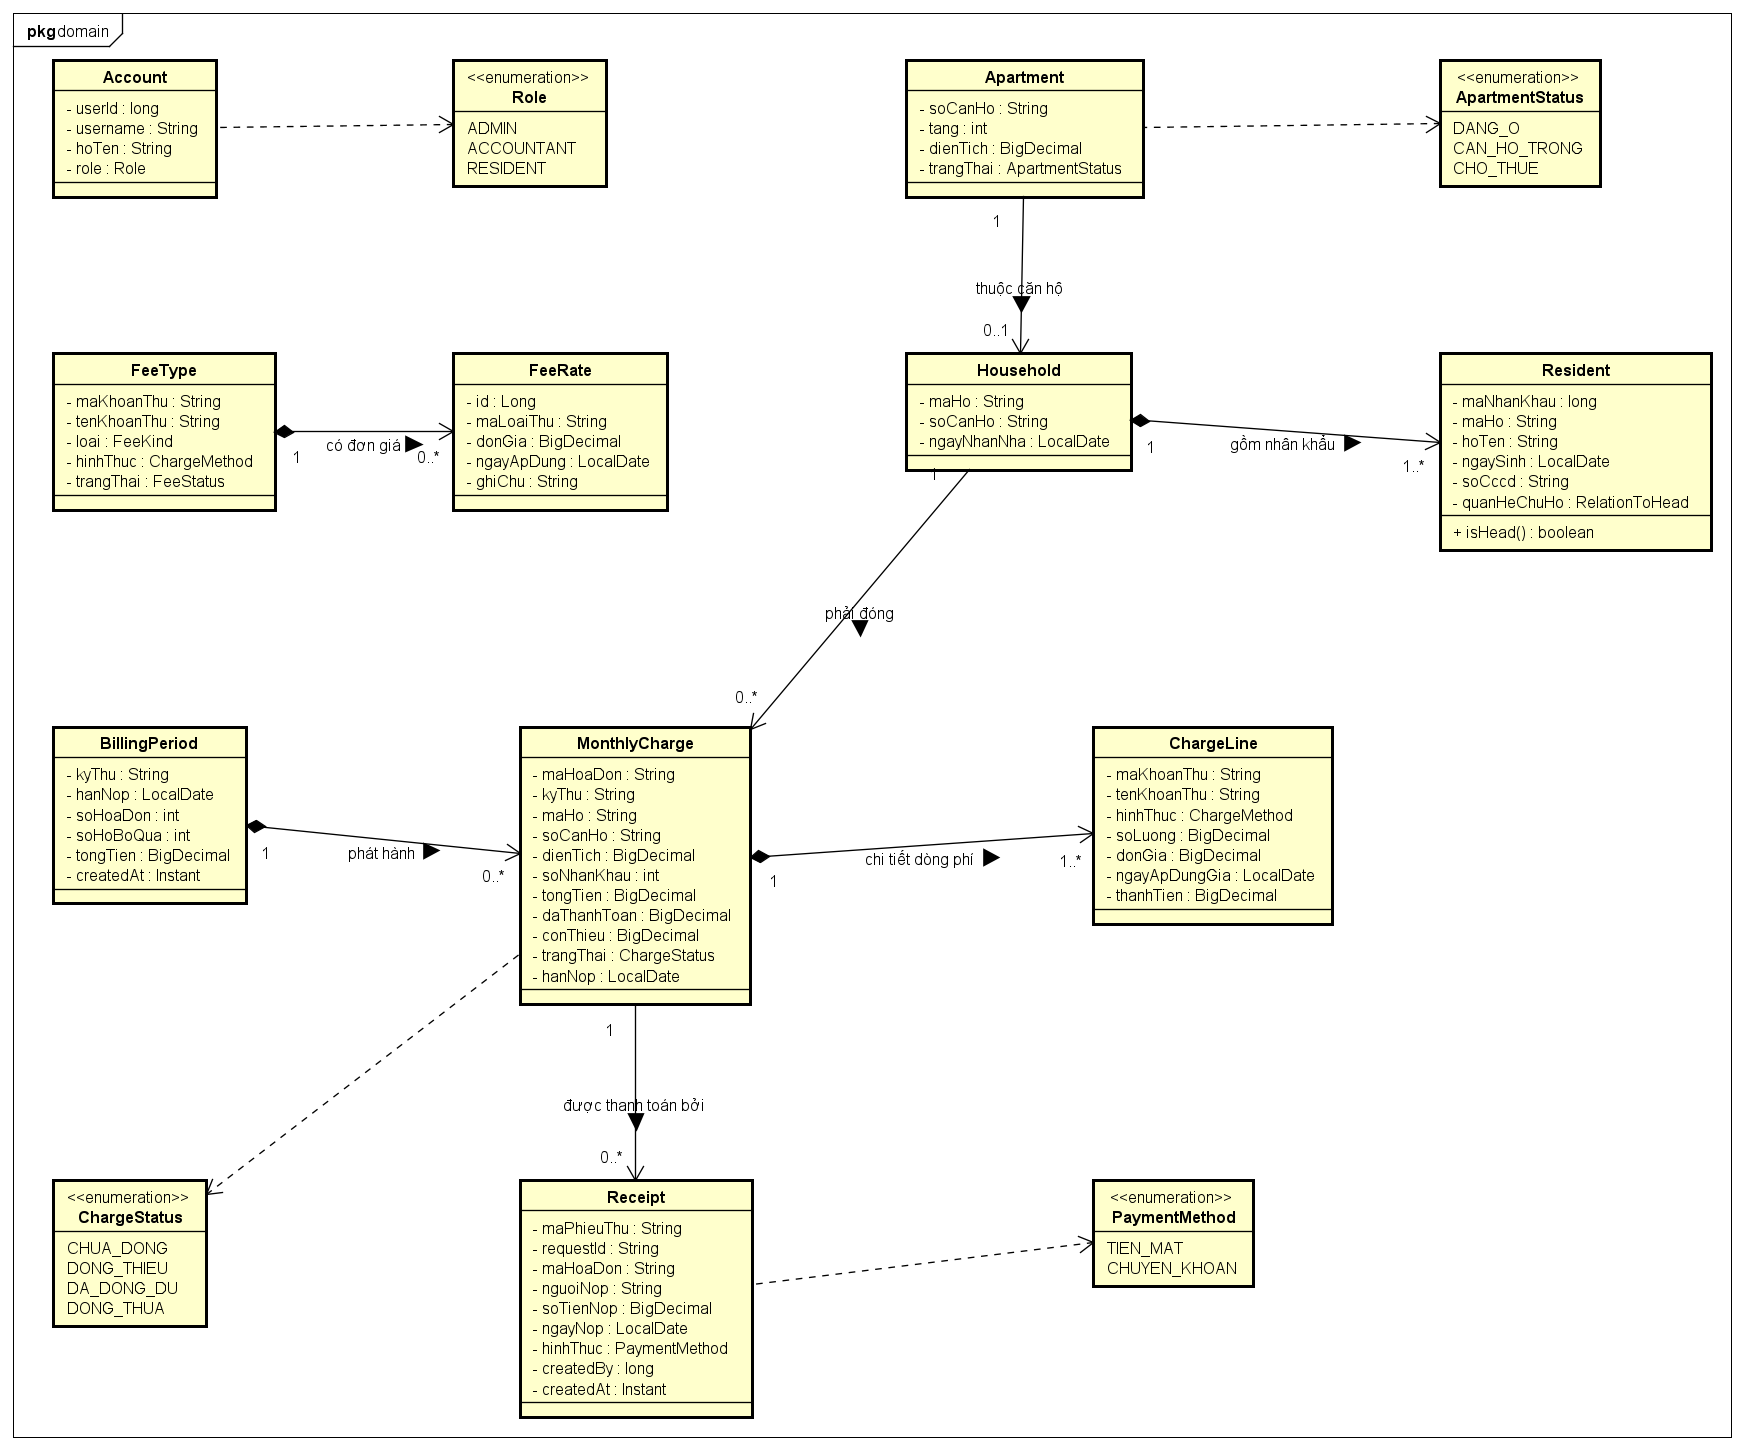 pkg domain
Account
- userId : long
- username : String
- hoTen : String
- role : Role
<<enumeration>>
Role
ADMIN
ACCOUNTANT
RESIDENT
Apartment
- soCanHo : String
- tang : int
- dienTich : BigDecimal
- trangThai : ApartmentStatus
<<enumeration>>
ApartmentStatus
DANG_O
CAN_HO_TRONG
CHO_THUE
1
thuộc căn hộ
0..1
FeeType
- maKhoanThu : String
- tenKhoanThu : String
- loai : FeeKind
- hinhThuc : ChargeMethod
- trangThai : FeeStatus
1
có đơn giá
0..*
FeeRate
- id : Long
- maLoaiThu : String
- donGia : BigDecimal
- ngayApDung : LocalDate
- ghiChu : String
Household
- maHo : String
- soCanHo : String
- ngayNhanNha : LocalDate
1
gồm nhân khẩu
1..*
Resident
- maNhanKhau : long
- maHo : String
- hoTen : String
- ngaySinh : LocalDate
- soCccd : String
- quanHeChuHo : RelationToHead
+ isHead() : boolean
1
phải đóng
0..*
BillingPeriod
- kyThu : String
- hanNop : LocalDate
- soHoaDon : int
- soHoBoQua : int
- tongTien : BigDecimal
- createdAt : Instant
1
phát hành
0..*
MonthlyCharge
- maHoaDon : String
- kyThu : String
- maHo : String
- soCanHo : String
- dienTich : BigDecimal
- soNhanKhau : int
- tongTien : BigDecimal
- daThanhToan : BigDecimal
- conThieu : BigDecimal
- trangThai : ChargeStatus
- hanNop : LocalDate
1
chi tiết dòng phí
1..*
ChargeLine
- maKhoanThu : String
- tenKhoanThu : String
- hinhThuc : ChargeMethod
- soLuong : BigDecimal
- donGia : BigDecimal
- ngayApDungGia : LocalDate
- thanhTien : BigDecimal
1
được thanh toán bởi
0..*
<<enumeration>>
ChargeStatus
CHUA_DONG
DONG_THIEU
DA_DONG_DU
DONG_THUA
Receipt
- maPhieuThu : String
- requestId : String
- maHoaDon : String
- nguoiNop : String
- soTienNop : BigDecimal
- ngayNop : LocalDate
- hinhThuc : PaymentMethod
- createdBy : long
- createdAt : Instant
<<enumeration>>
PaymentMethod
TIEN_MAT
CHUYEN_KHOAN